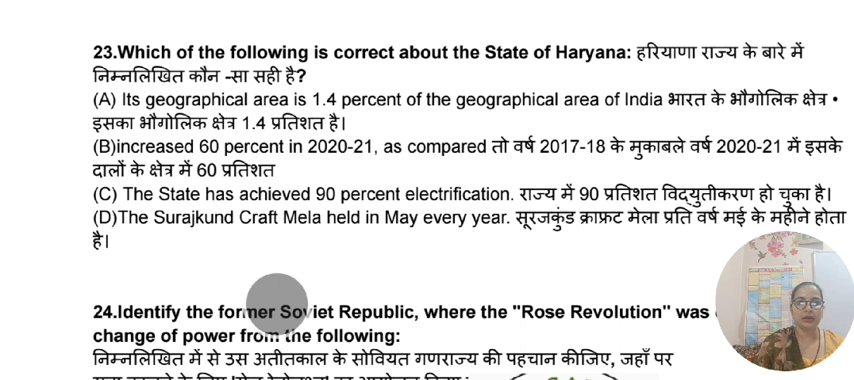 23.Which of the following is correct about the State of Haryana: हरियाणा राज्य के बारे में
निम्नलिखित कौन -सा सही है?
(A) Its geographical area is 1.4 percent of the geographical area of India भारत के भौगोलिक क्षेत्र •
इसका भौगोलिक क्षेत्र 1.4 प्रतिशत है।
(B)increased 60 percent in 2020-21, as compared तो वर्ष 2017-18 के मुकाबले वर्ष 2020-21 में इसके
दालों के क्षेत्र में 60 प्रतिशत
(C) The State has achieved 90 percent electrification. राज्य में 90 प्रतिशत विद्युतीकरण हो चुका है।
(D)The Surajkund Craft Mela held in May every year. सूरजकुंड क्राफ्रट मेला प्रति वर्ष मई के महीने होता
है।
24.Identify the former Soviet Republic, where the "Rose Revolution" was
change of power from the following:
निम्नलिखित में से उस अतीतकाल के सोवियत गणराज्य की पहचान कीजिए, जहाँ पर